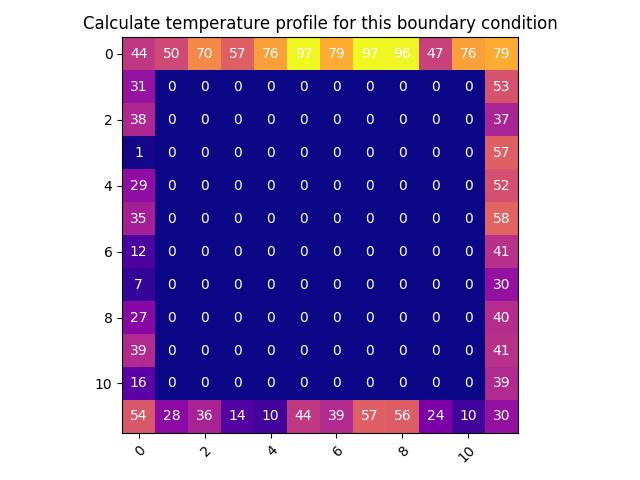 Calculate temperature profile for this boundary condition
0 44 50 70 57 76 97 79 97 96 47 76 79
31 0 0 0 0 0 0 0 0 0 0 53
2 38 0 0 0 0 0 0 0 0 0 0 37
1 0 0 0 0 0 0 0 0 0 0 57
4 29 0 0 0 0 0 0 0 0 0 0 52
35 0 0 0 0 0 0 0 0 0 0 58
6 12 0 0 0 0 0 0 0 0 0 0 41
7 0 0 0 0 0 0 0 0 0 0 30
8 27 0 0 0 0 0 0 0 0 0 0 40
39 0 0 0 0 0 0 0 0 0 0 41
10 16 0 0 0 0 0 0 0 0 0 0 39
54 28 36 14 10 44 39 57 56 24 10 30
0 2 4 6 8 10